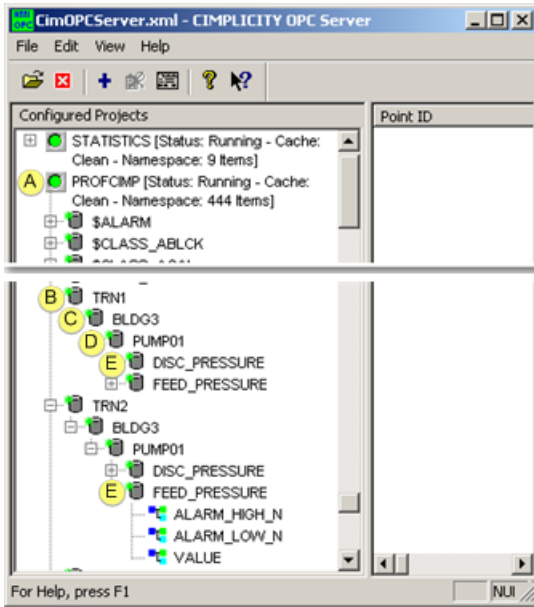 CimOPCServer.xml - CIMPLICITY OPC Server
File Edit View Help
Configured Projects
Point ID
STATISTICS [Status: Running - Cache:
Clean - Namespace: 9 Items]
A PROFCIMP [Status: Running - Cache:
Clean - Namespace: 444 Items]
$ALARM
$CLASS_ABLCK
B TRN1
C BLDG3
D PUMP01
E DISC_PRESSURE
FEED_PRESSURE
TRN2
BLDG3
PUMP01
DISC_PRESSURE
E FEED_PRESSURE
ALARM_HIGH_N
ALARM_LOW_N
VALUE
For Help, press F1
NUI